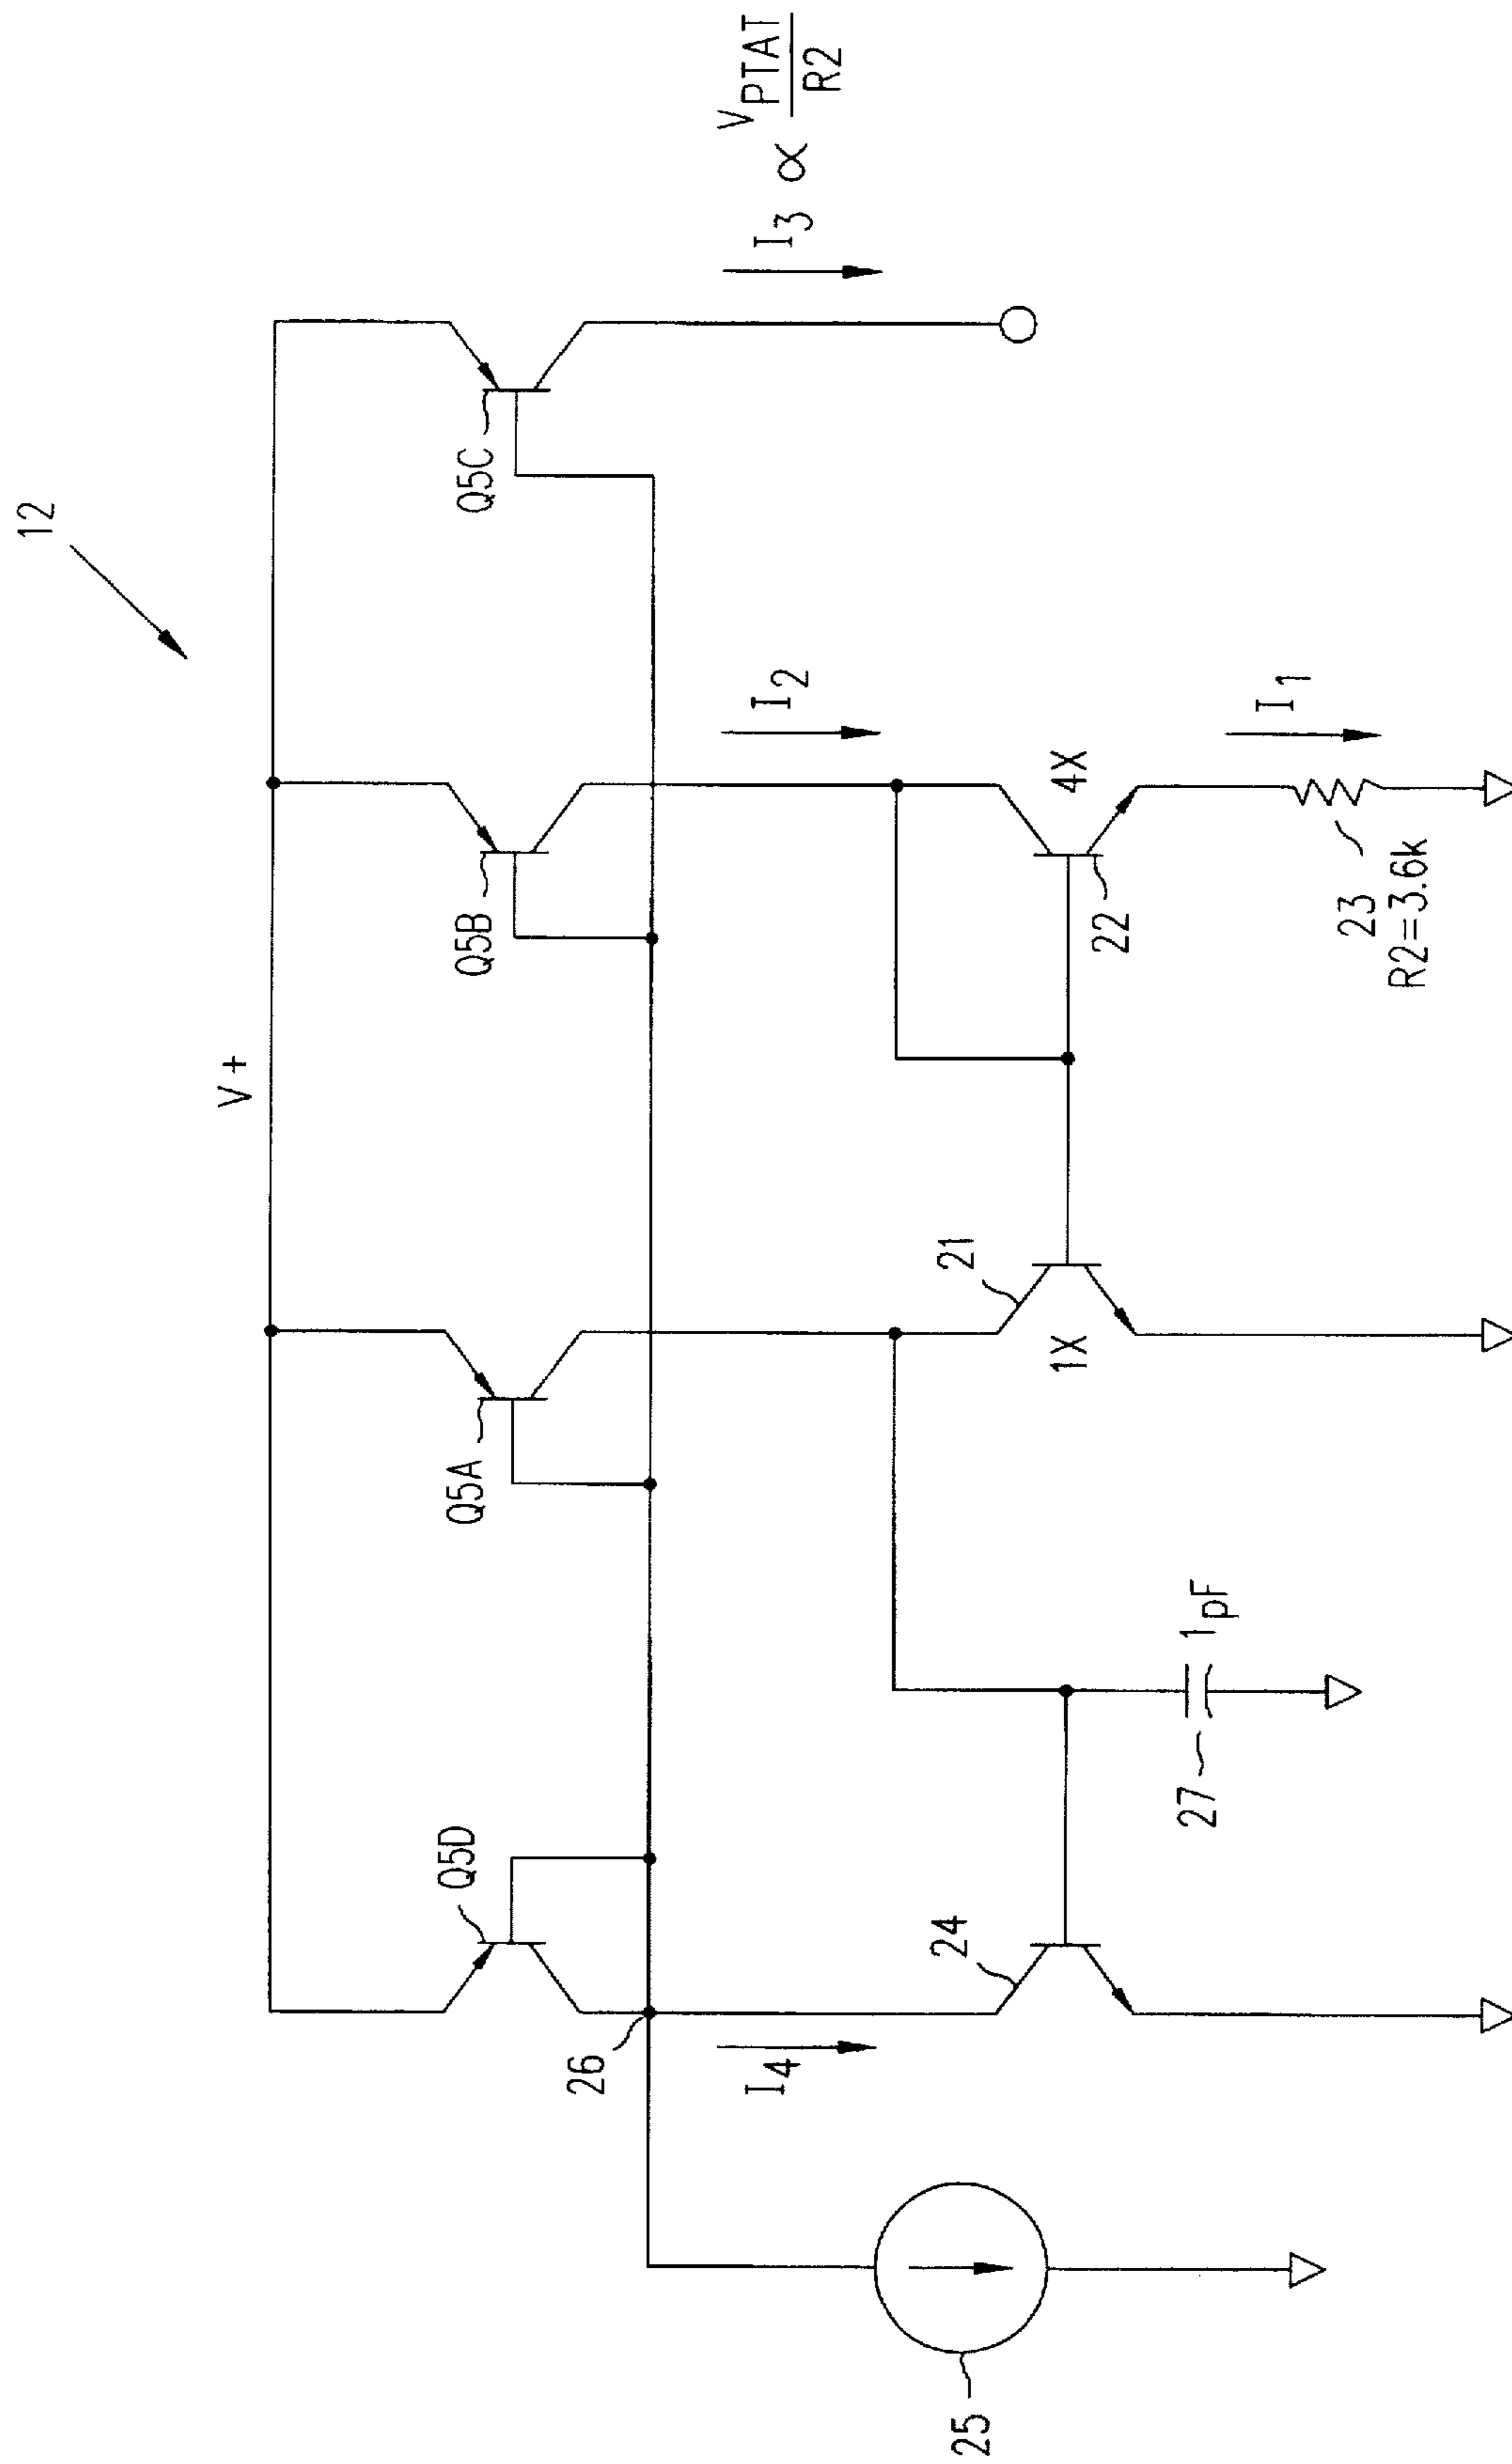 12
V+
Q5D
Q5A
Q5B
Q5C
26
I4
I2
I3 ∝ VPTAT
R2
24
21
1X
4X
22
I1
25
27
1pF
23
R2=3.6k